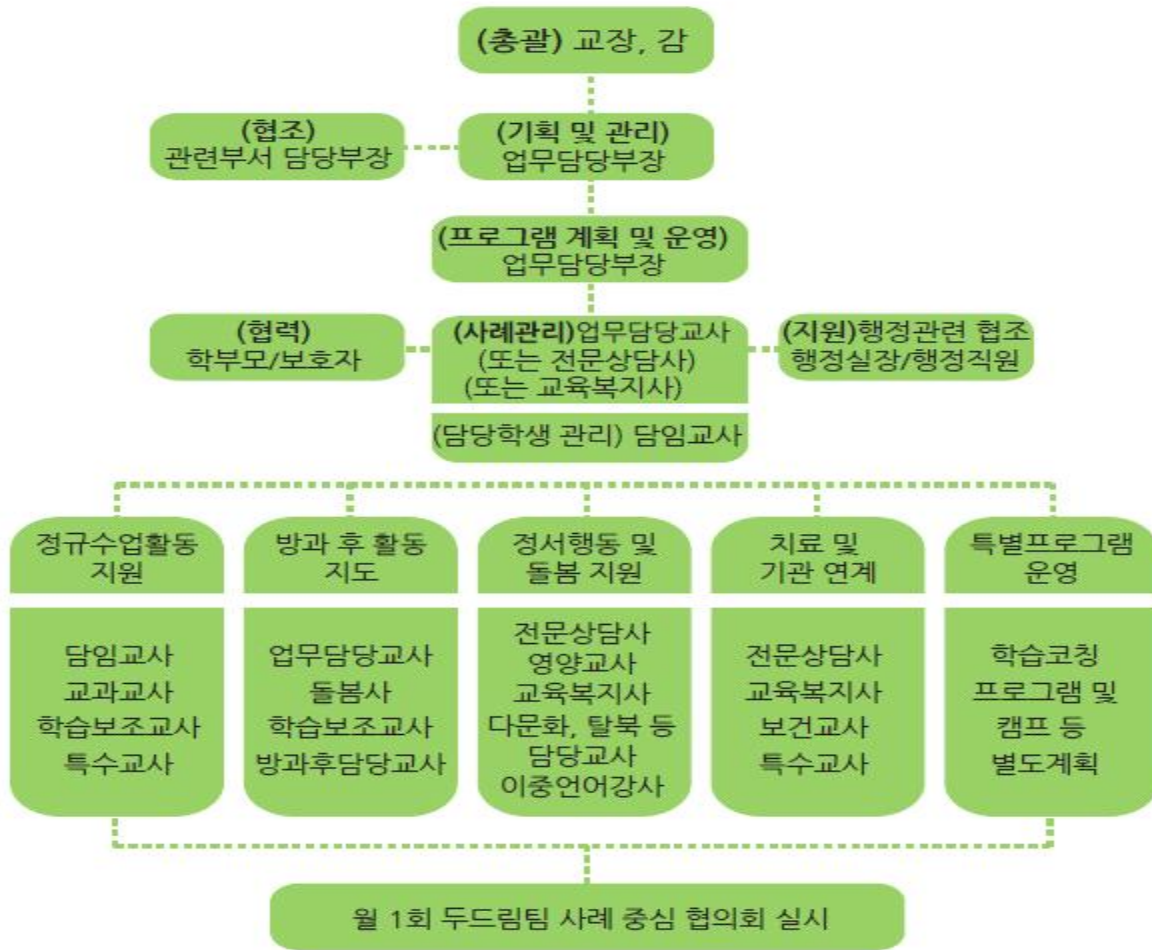 (총괄) 교장, 감
(협조)
관련부서 담당부장
(기획 및 관리)
업무담당부장
(프로그램 계획 및 운영)
업무담당부장
(협력)
학부모/보호자
(사례관리)업무담당교사
(또는 전문상담사)
(또는 교육복지사)
(지원)행정관련 협조
행정실장/행정직원
(담당학생 관리) 담임교사
정규수업활동
지원
담임교사
교과교사
학습보조교사
특수교사
방과 후 활동
지도
업무담당교사
돌봄사
학습보조교사
방과후담당교사
정서행동 및
돌봄 지원
전문상담사
영양교사
교육복지사
다문화, 탈북 등
담당교사
이중언어강사
치료 및
기관 연계
전문상담사
교육복지사
보건교사
특수교사
특별프로그램
운영
학습코칭
프로그램 및
캠프 등
별도계획
월 1회 두드림팀 사례 중심 협의회 실시